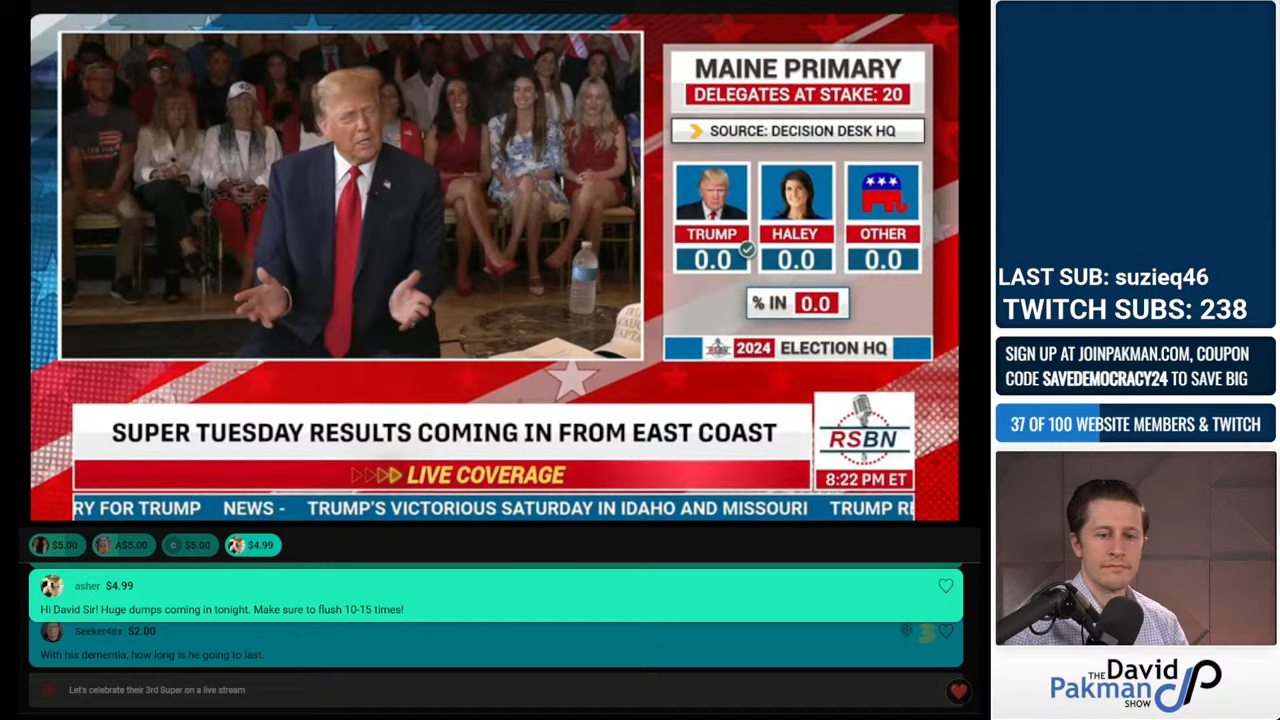 MAINE PRIMARY
DELEGATES AT STAKE: 20
SOURCE: DECISION DESK HQ
TRUMP
HALEY
OTHER
0.0
0.0
0.0
% IN 0.0
RSBN 2024 ELECTION HQ
SUPER TUESDAY RESULTS COMING IN FROM EAST COAST
LIVE COVERAGE
RSBN
8:22 PM ET
RY FOR TRUMP NEWS - TRUMP'S VICTORIOUS SATURDAY IN IDAHO AND MISSOURI TRUMP
$5.00
A$5.00
$5.00
$4.99
asher $4.99
Hi David Sir! Huge dumps coming in tonight. Make sure to flush 10-15 times!
Seeker46x $2.00
3
With his dementia, how long is he going to last.
Let's celebrate their 3rd Super on a live stream
LAST SUB: suzieq46
TWITCH SUBS: 238
SIGN UP AT JOINPAKMAN.COM, COUPON
CODE SAVEDEMOCRACY24 TO SAVE BIG
37 OF 100 WEBSITE MEMBERS & TWITCH
THE David
Pakman
SHOW